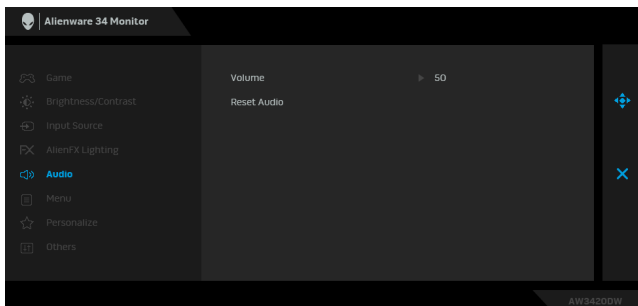 Alienware 34 Monitor
Game
Brightness/Contrast
Input Source
FX AlienFX Lighting
Audio
Menu
Personalize
Others
Volume 50
Reset Audio
AW3420DW